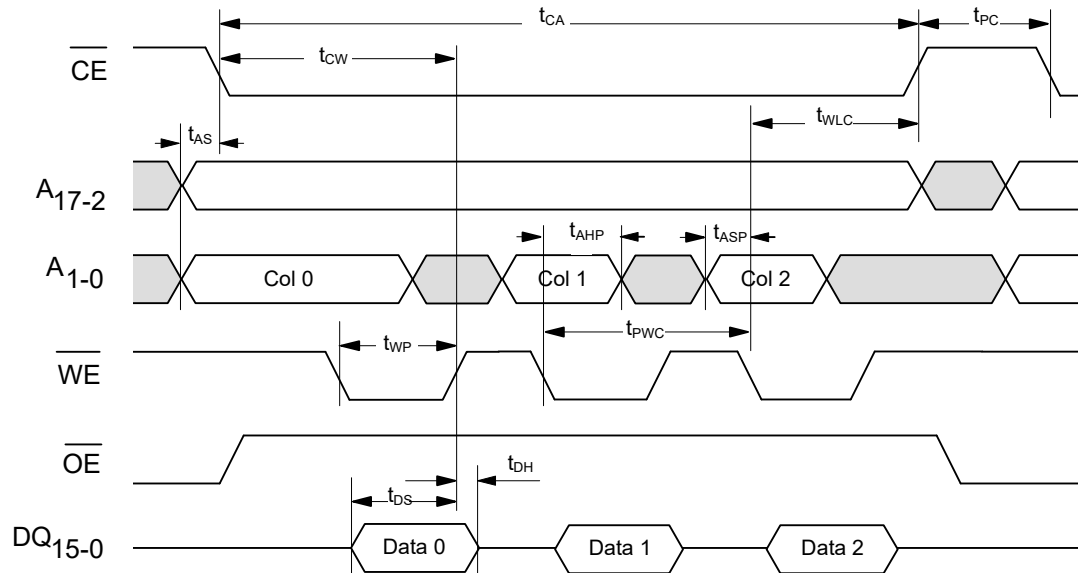 tCA
tPC
CE
tCW
tWLC
tAS
A17-2
tAHP
tASP
A1-0
Col 0
Col 1
Col 2
tPWC
tWP
WE
OE
tDH
tDS
DQ15-0
Data 0
Data 1
Data 2